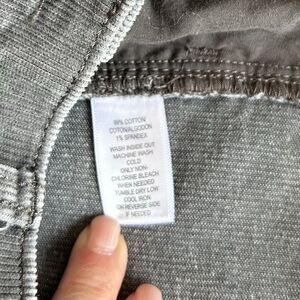 99% COTTON
COTON/ALGODON
1% SPANDEX
WASH INSIDE OUT
MACHINE WASH
COLD
ONLY NON-
CHLORINE BLEACH
WHEN NEEDED
TUMBLE DRY LOW
COOL IRON
ON REVERSE SIDE
IF NEEDED